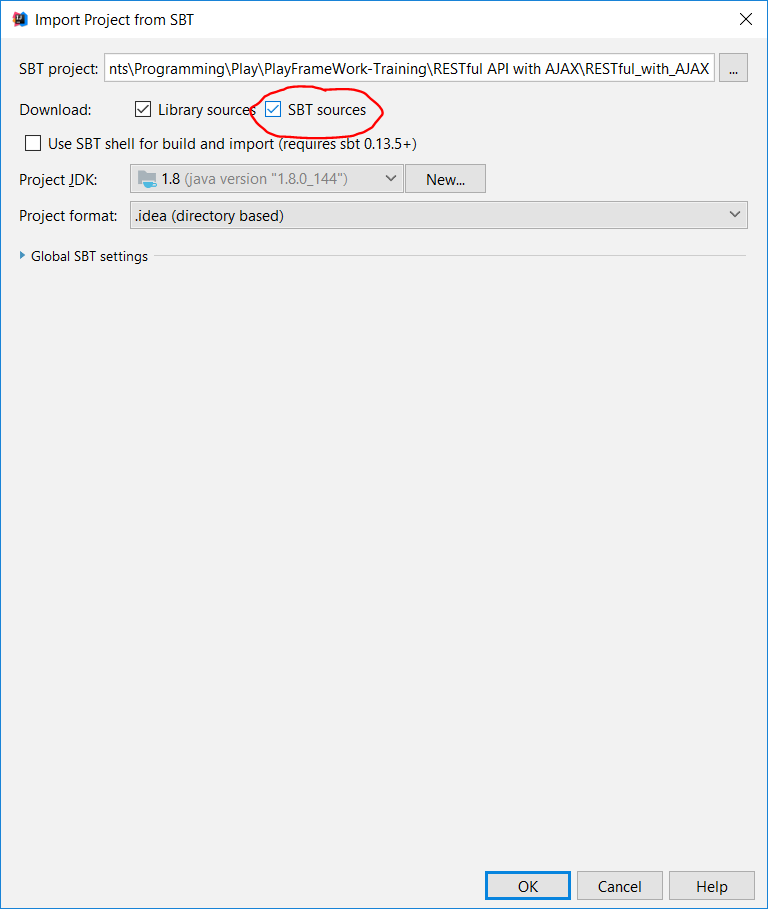 Import Project from SBT
SBT project: nts\Programming\Play\PlayFrameWork-Training\RESTful API with AJAX\RESTful_with_AJAX ...
Download: Library sources SBT sources
Use SBT shell for build and import (requires sbt 0.13.5+)
Project JDK: 1.8 (java version "1.8.0_144") New...
Project format: .idea (directory based)
Global SBT settings
OK Cancel Help